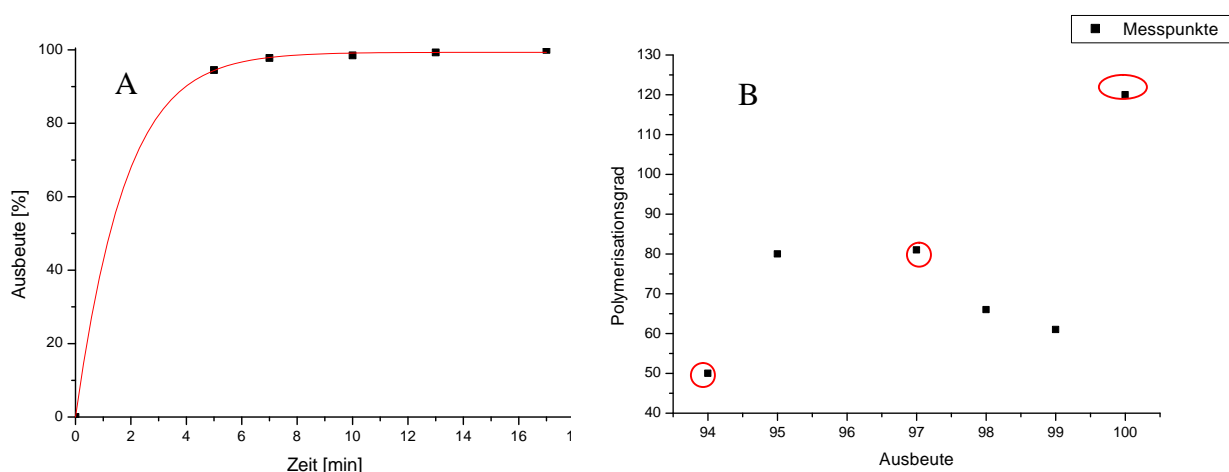 A
Ausbeute [%]
100
80
60
40
20
0
0 2 4 6 8 10 12 14 16 1
Zeit [min]
Messpunkte
B
Polymerisationsgrad
130
120
110
100
90
80
70
60
50
40
94 95 96 97 98 99 100
Ausbeute